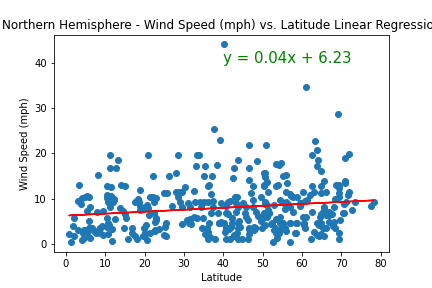 Northern Hemisphere - Wind Speed (mph) vs. Latitude Linear Regressio
y = 0.04x + 6.23
Wind Speed (mph)
40
30
20
10
0
0 10 20 30 40 50 60 70 80
Latitude